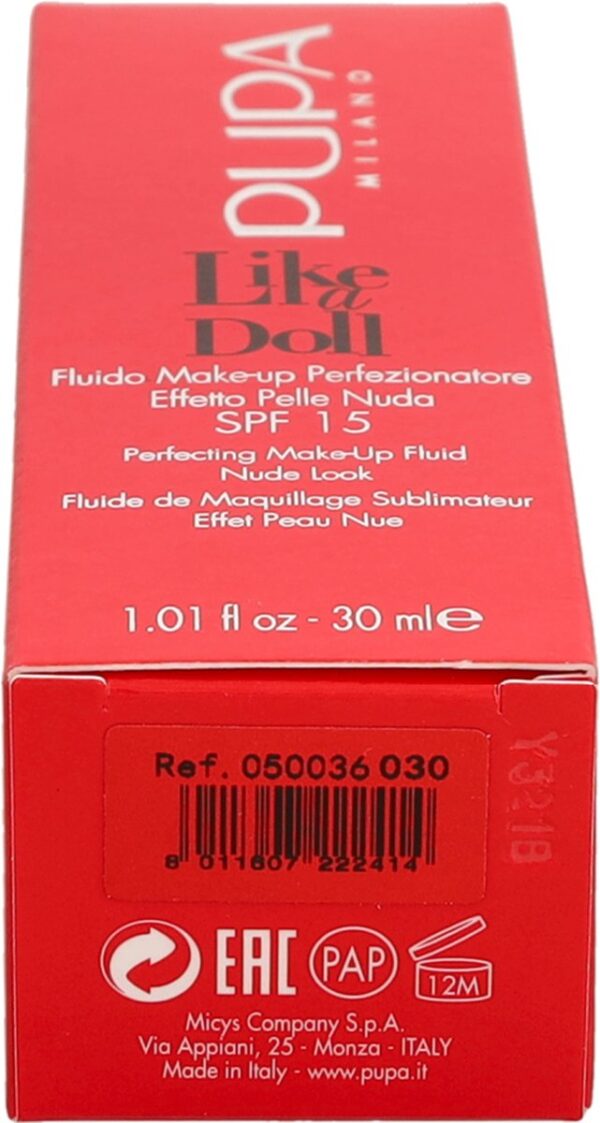 PUPA
MILANO
Like
a
Doll
Fluido Make-up Perfezionatore
Effetto Pelle Nuda
SPF 15
Perfecting Make-Up Fluid
Nude Look
Fluide de Maquillage Sublimateur
Effet Peau Nue
1.01 fl oz - 30 ml ℮
Ref. 050036 030
8 011607 222414
Y321B
EAC
PAP
12M
Micys Company S.p.A.
Via Appiani, 25 - Monza - ITALY
Made in Italy - www.pupa.it